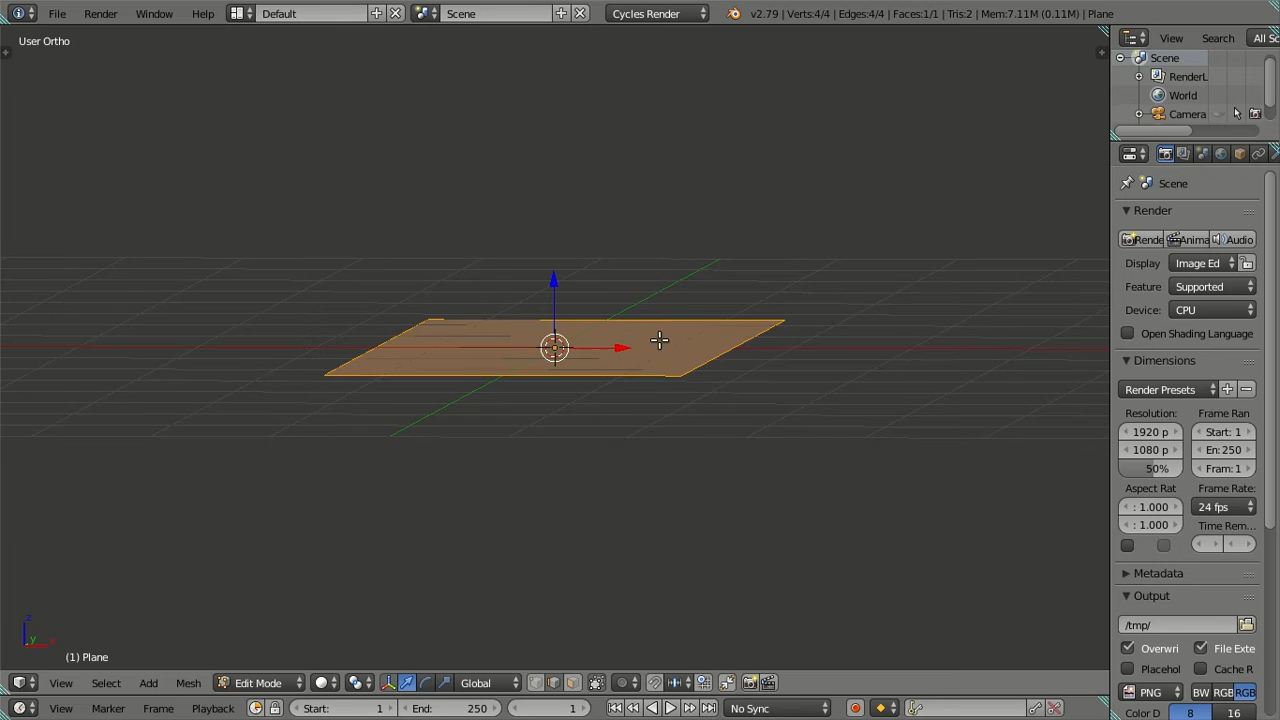 File Render Window Help Default Scene Cycles Render v2.79 | Verts:4/4 | Edges:4/4 | Faces:1/1 | Tris:2 | Mem:7.11M (0.11M) | Plane
User Ortho
View Search All Sc
Scene
RenderL
World
Camera
Scene
Render
Rende Anima Audio
Display Image Ed
Feature Supported
Device: CPU
Open Shading Language
Dimensions
Render Presets
Resolution: Frame Ran
1920 p Start: 1
1080 p En: 250
50% Fram: 1
Aspect Rat Frame Rate:
: 1.000 24 fps
: 1.000 Time Rem...
Metadata
Output
/tmp/
Overwri File Exte
Placehol Cache R
PNG BW RGB RGB
Color D 8 16
z
y x
(1) Plane
View Select Add Mesh Edit Mode Global
View Marker Frame Playback Start: 1 End: 250 1 No Sync